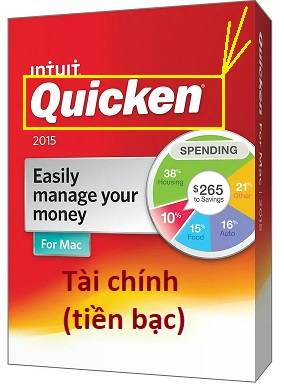 INTUIT
Quicken®
2015
Easily
manage your
money
For Mac
SPENDING
38%
Housing
21%
Other
$265
to Savings
10%
15%
Food
16%
Auto
Tài chính
(tiền bạc)
Quicken For Mac | 2015